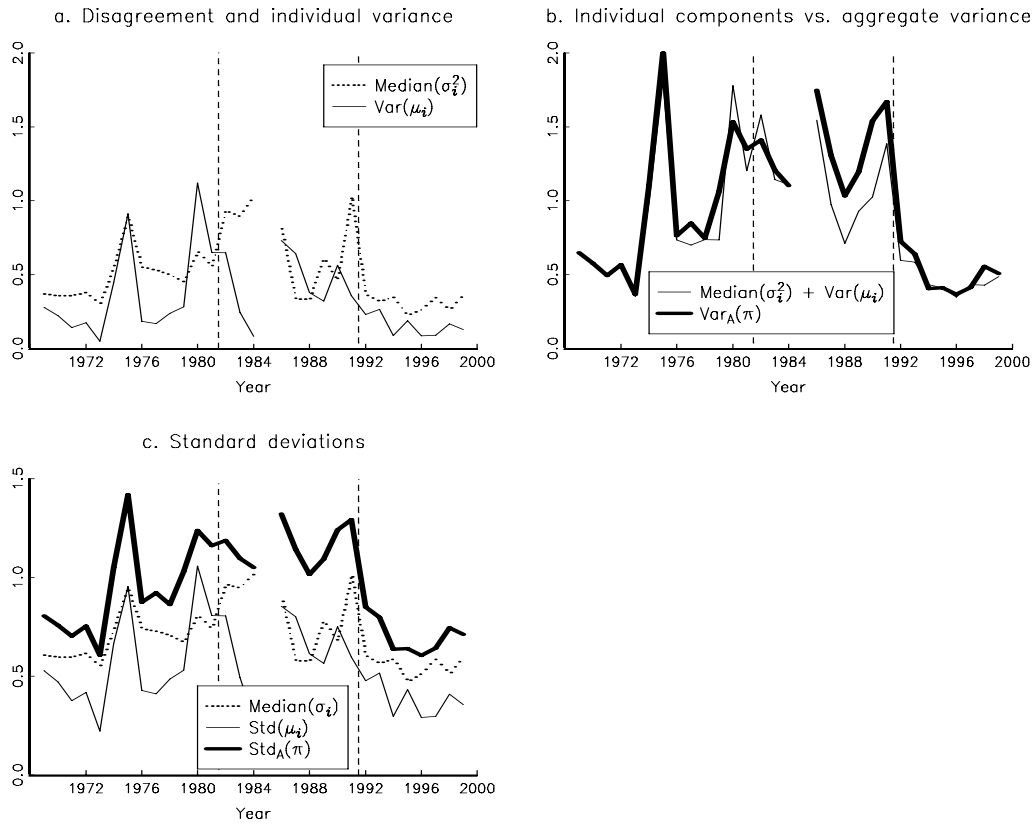 a. Disagreement and individual variance
2.0
1.5
1.0
0.5
0.0
Median(σᵢ²)
Var(μᵢ)
1972 1976 1980 1984 1988 1992 1996 2000
Year
b. Individual components vs. aggregate variance
2.0
1.5
1.0
0.5
0.0
Median(σᵢ²) + Var(μᵢ)
Var_A(π)
1972 1976 1980 1984 1988 1992 1996 2000
Year
c. Standard deviations
1.5
1.0
0.5
0.0
Median(σᵢ)
Std(μᵢ)
Std_A(π)
1972 1976 1980 1984 1988 1992 1996 2000
Year